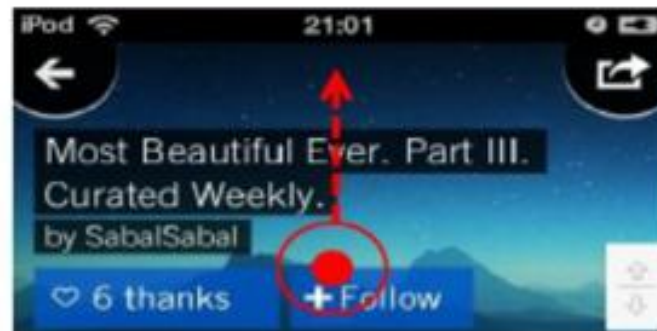 iPod 21:01
Most Beautiful Ever. Part III.
Curated Weekly.
by SabalSabal
6 thanks +Follow